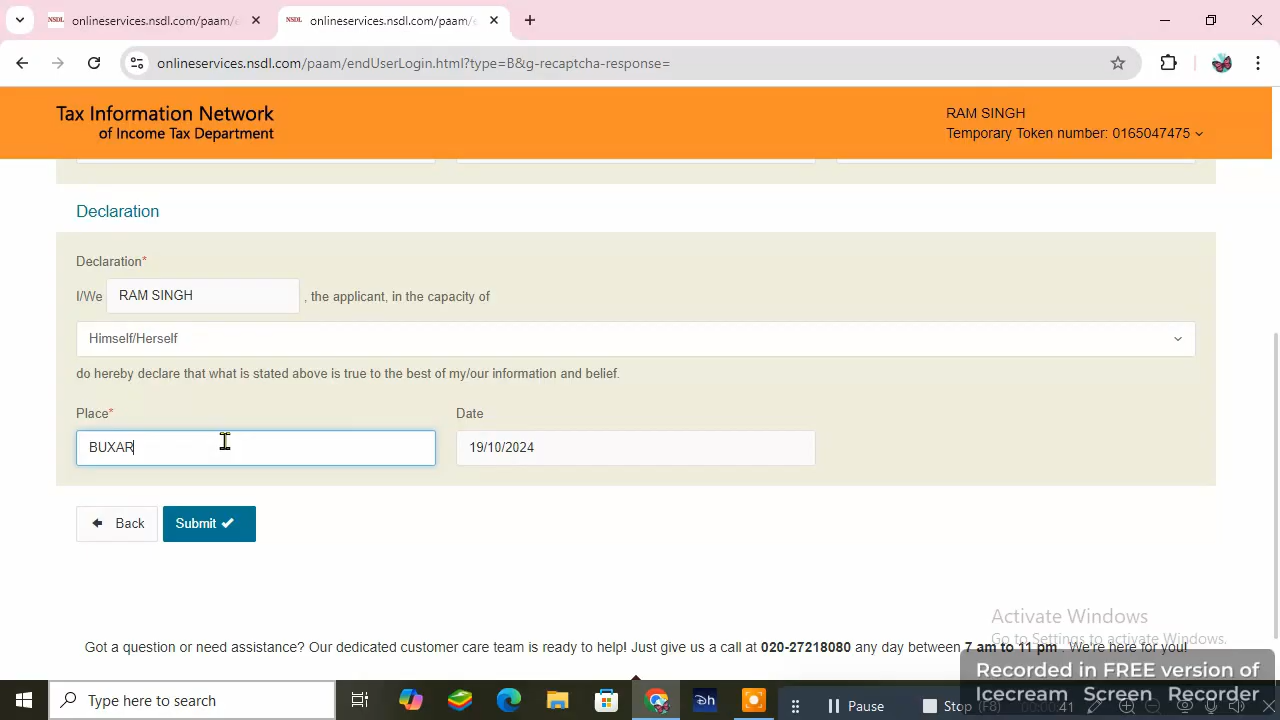 NSDL onlineservices.nsdl.com/paam/
NSDL onlineservices.nsdl.com/paam/e
onlineservices.nsdl.com/paam/endUserLogin.html?type=B&g-recaptcha-response=
Tax Information Network
of Income Tax Department
RAM SINGH
Temporary Token number: 0165047475
Declaration
Declaration*
I/We RAM SINGH , the applicant, in the capacity of
Himself/Herself
do hereby declare that what is stated above is true to the best of my/our information and belief.
Place* Date
BUXAR 19/10/2024
Back Submit
Activate Windows
Go to Settings to activate Windows.
Got a question or need assistance? Our dedicated customer care team is ready to help! Just give us a call at 020-27218080 any day between 7 am to 11 pm . We're here for you!
Recorded in FREE version of
Icecream Screen Recorder
Type here to search
Dh
Pause
Stop (F8)
00:00:41